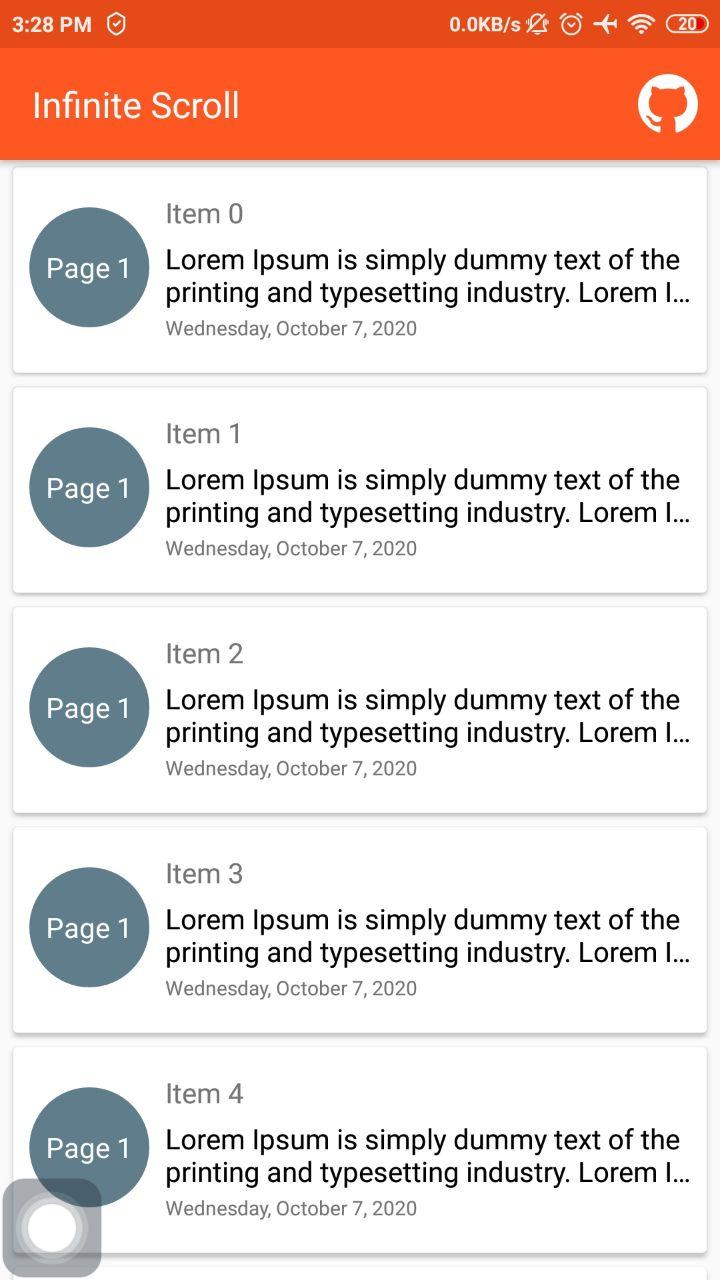 3:28 PM 0.0KB/s 20
Infinite Scroll
Page 1
Item 0
Lorem Ipsum is simply dummy text of the
printing and typesetting industry. Lorem I...
Wednesday, October 7, 2020
Page 1
Item 1
Lorem Ipsum is simply dummy text of the
printing and typesetting industry. Lorem I...
Wednesday, October 7, 2020
Page 1
Item 2
Lorem Ipsum is simply dummy text of the
printing and typesetting industry. Lorem I...
Wednesday, October 7, 2020
Page 1
Item 3
Lorem Ipsum is simply dummy text of the
printing and typesetting industry. Lorem I...
Wednesday, October 7, 2020
Page 1
Item 4
Lorem Ipsum is simply dummy text of the
printing and typesetting industry. Lorem I...
Wednesday, October 7, 2020